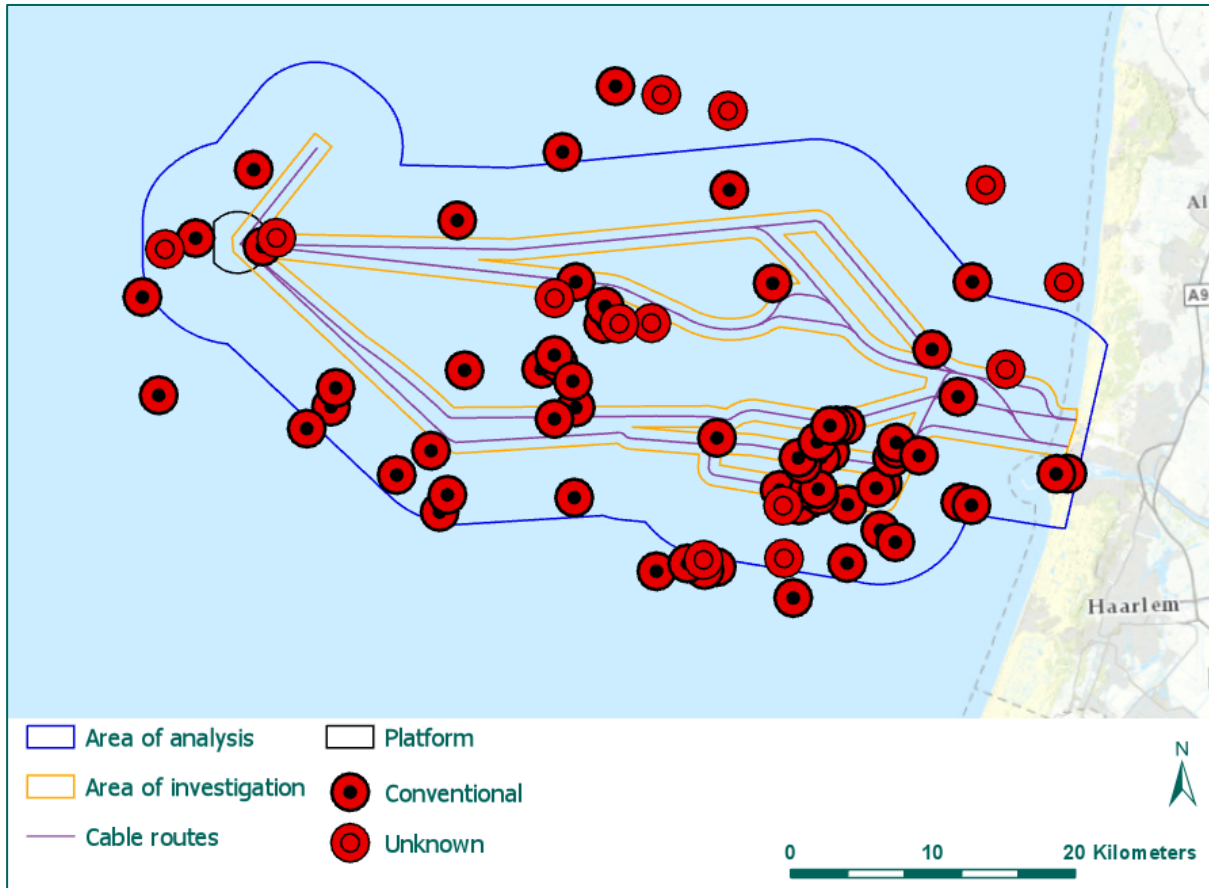 Al
A9
Haarlem
Area of analysis
Platform
Area of investigation
Conventional
Cable routes
Unknown
N
0 10 20 Kilometers